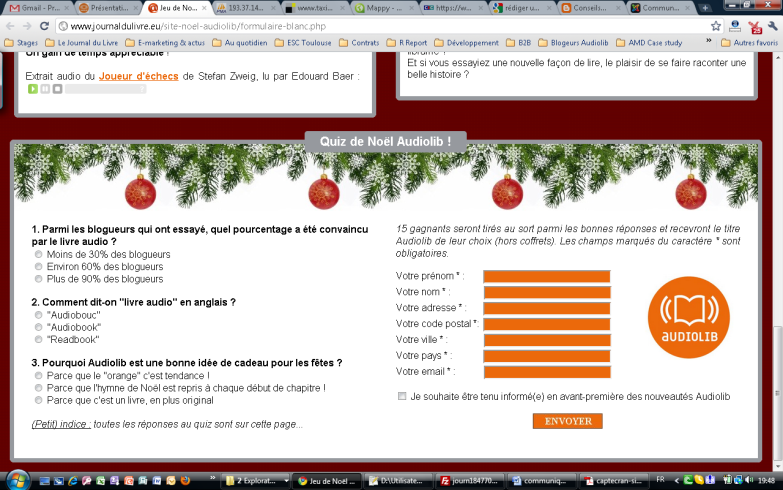 Gmail - Pr...
Présentati...
Jeu de No...
193.37.14...
www.taxi...
Mappy - ...
https://w...
rédiger u...
Conseils...
Commun...
www.journaldulivre.eu/site-noel-audiolib/formulaire-blanc.php
Stages
Le Journal du Livre
E-marketing & actus
Au quotidien
ESC Toulouse
Contrats
R Report
Développement
B2B
Blogeurs Audiolib
AMD Case study
»
Autres favoris
Un gain de temps appréciable
Extrait audio du Joueur d'échecs de Stefan Zweig, lu par Edouard Baer :
Et si vous essayiez une nouvelle façon de lire, le plaisir de se faire raconter une
belle histoire ?
Quiz de Noël Audiolib !
1. Parmi les blogueurs qui ont essayé, quel pourcentage a été convaincu
par le livre audio ?
Moins de 30% des blogueurs
Environ 60% des blogueurs
Plus de 90% des blogueurs
2. Comment dit-on "livre audio" en anglais ?
"Audiobouc"
"Audiobook"
"Readbook"
3. Pourquoi Audiolib est une bonne idée de cadeau pour les fêtes ?
Parce que le "orange" c'est tendance !
Parce que l'hymne de Noël est repris à chaque début de chapitre !
Parce que c'est un livre, en plus original
(Petit) indice : toutes les réponses au quiz sont sur cette page...
15 gagnants seront tirés au sort parmi les bonnes réponses et recevront le titre
Audiolib de leur choix (hors coffrets). Les champs marqués du caractère * sont
obligatoires.
Votre prénom * :
Votre nom * :
Votre adresse * :
Votre code postal *:
Votre ville * :
Votre pays * :
Votre email * :
AUDIOLIB
Je souhaite être tenu informé(e) en avant-première des nouveautés Audiolib
ENVOYER
»
2 Explorat...
Jeu de Noël ...
D:\Utilisate...
journ184770...
communiq...
captecran-si...
FR
19:48